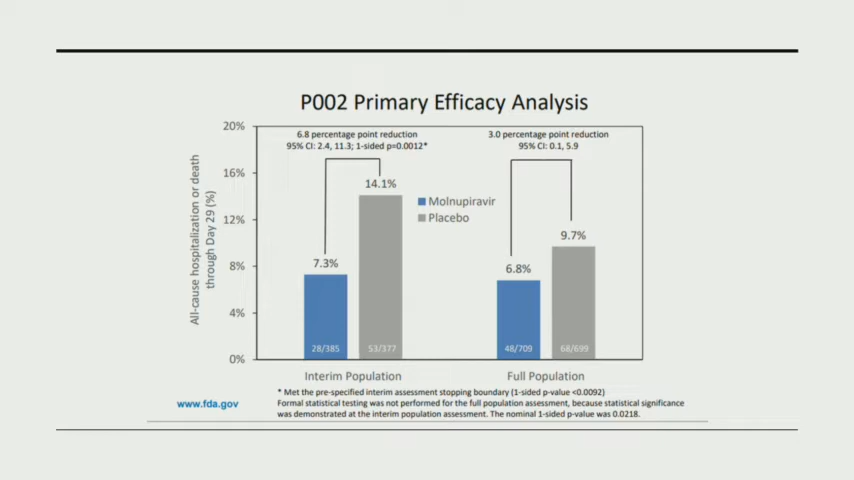 P002 Primary Efficacy Analysis
20%
16%
12%
8%
4%
0%
All-cause hospitalization or death
through Day 29 (%)
6.8 percentage point reduction
95% CI: 2.4, 11.3; 1-sided p=0.0012*
3.0 percentage point reduction
95% CI: 0.1, 5.9
14.1%
7.3%
Molnupiravir
Placebo
9.7%
6.8%
28/385
53/377
48/709
68/699
Interim Population
Full Population
* Met the pre-specified interim assessment stopping boundary (1-sided p-value <0.0092)
Formal statistical testing was not performed for the full population assessment, because statistical significance
was demonstrated at the interim population assessment. The nominal 1-sided p-value was 0.0218.
www.fda.gov